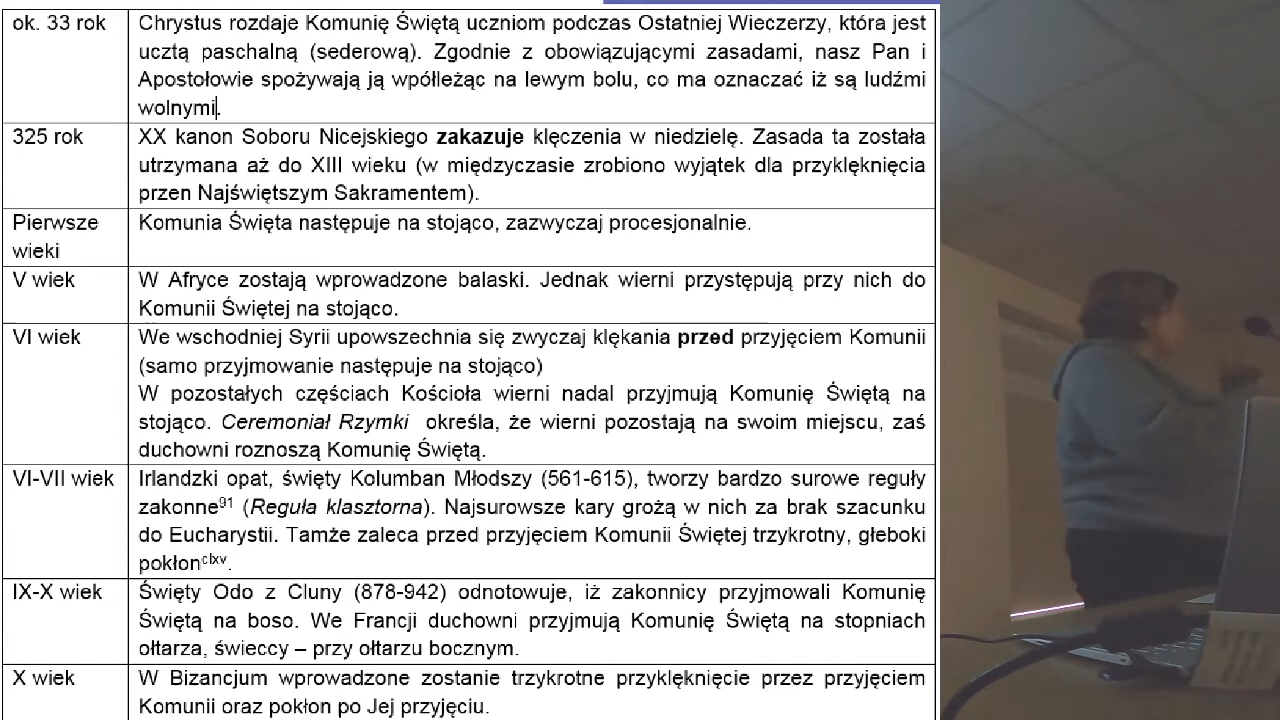 ok. 33 rok
Chrystus rozdaje Komunię Świętą uczniom podczas Ostatniej Wieczerzy, która jest
ucztą paschalną (sederową). Zgodnie z obowiązującymi zasadami, nasz Pan i
Apostołowie spożywają ją wpółleżąc na lewym bolu, co ma oznaczać iż są ludźmi
wolnymi.
325 rok
XX kanon Soboru Nicejskiego zakazuje klęczenia w niedzielę. Zasada ta została
utrzymana aż do XIII wieku (w międzyczasie zrobiono wyjątek dla przyklęknięcia
przen Najświętszym Sakramentem).
Pierwsze
wieki
Komunia Święta następuje na stojąco, zazwyczaj procesjonalnie.
V wiek
W Afryce zostają wprowadzone balaski. Jednak wierni przystępują przy nich do
Komunii Świętej na stojąco.
VI wiek
We wschodniej Syrii upowszechnia się zwyczaj klękania przed przyjęciem Komunii
(samo przyjmowanie następuje na stojąco)
W pozostałych częściach Kościoła wierni nadal przyjmują Komunię Świętą na
stojąco. Ceremoniał Rzymki określa, że wierni pozostają na swoim miejscu, zaś
duchowni roznoszą Komunię Świętą.
VI-VII wiek
Irlandzki opat, święty Kolumban Młodszy (561-615), tworzy bardzo surowe reguły
zakonne91 (Reguła klasztorna). Najsurowsze kary grożą w nich za brak szacunku
do Eucharystii. Tamże zaleca przed przyjęciem Komunii Świętej trzykrotny, głeboki
pokłonclxv.
IX-X wiek
Święty Odo z Cluny (878-942) odnotowuje, iż zakonnicy przyjmowali Komunię
Świętą na boso. We Francji duchowni przyjmują Komunię Świętą na stopniach
ołtarza, świeccy – przy ołtarzu bocznym.
X wiek
W Bizancjum wprowadzone zostanie trzykrotne przyklęknięcie przez przyjęciem
Komunii oraz pokłon po Jej przyjęciu.